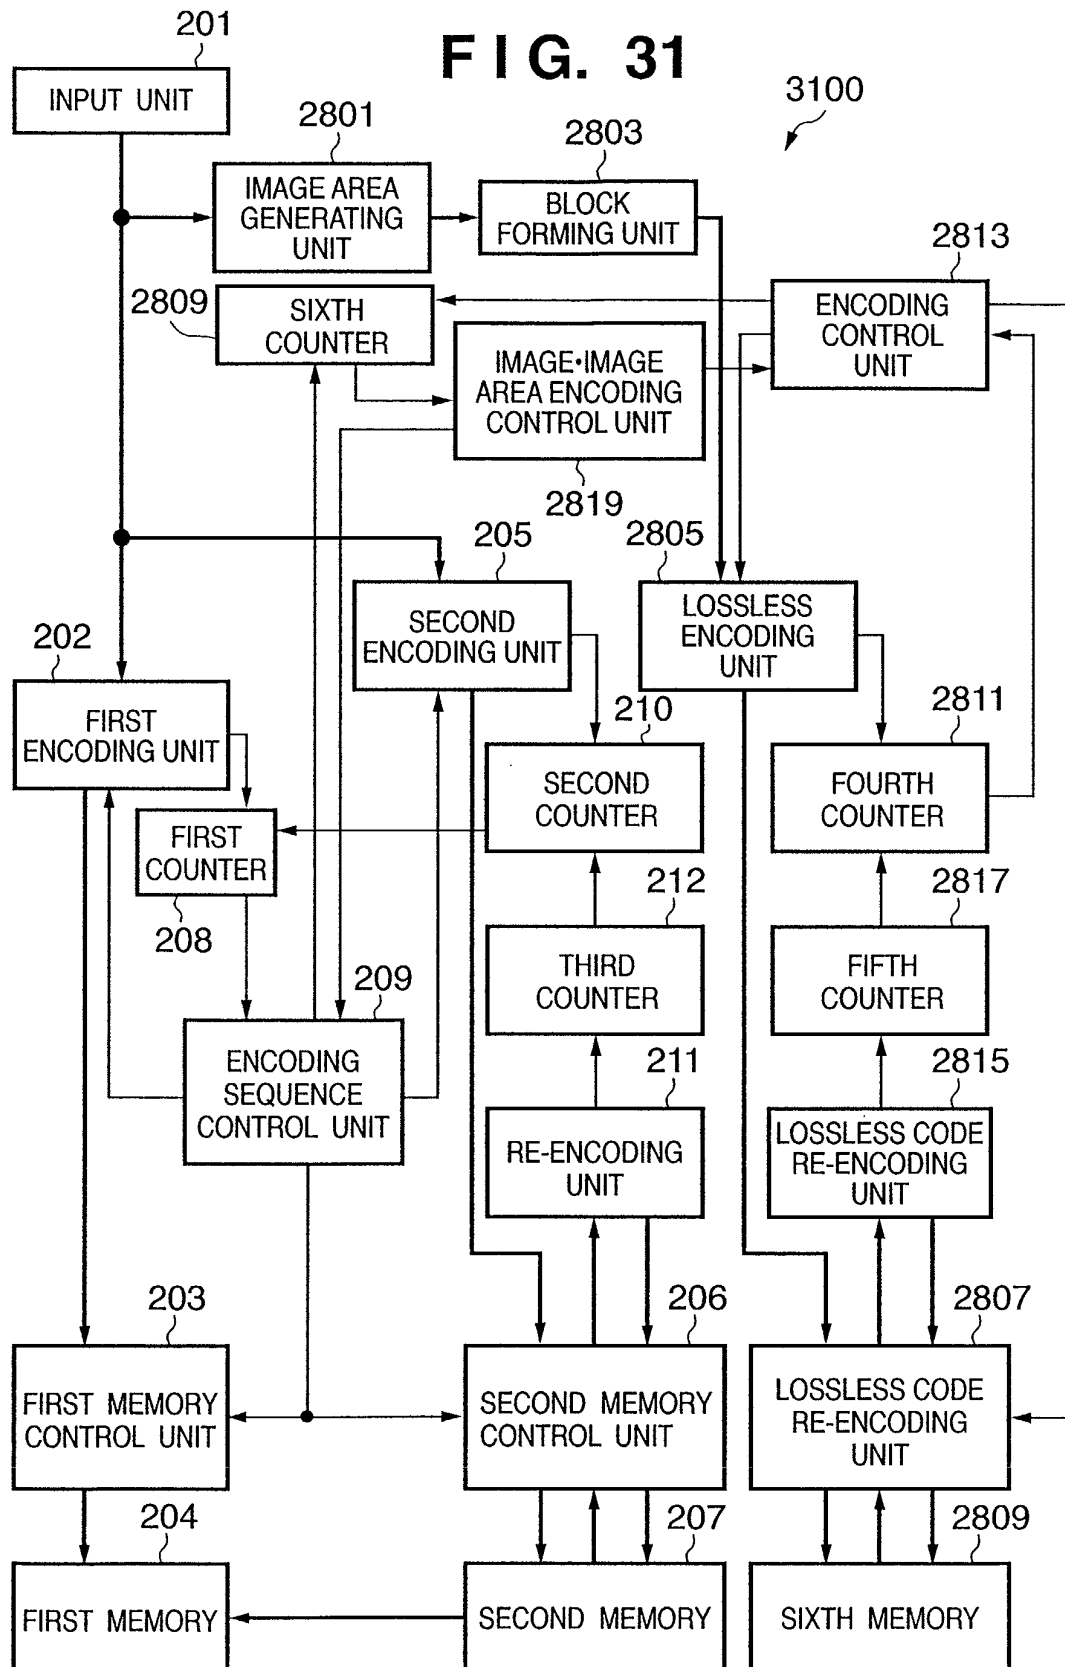 FIG. 31
201
INPUT UNIT
3100
2801
IMAGE AREA
GENERATING
UNIT
2803
BLOCK
FORMING UNIT
2813
ENCODING
CONTROL
UNIT
2809
SIXTH
COUNTER
IMAGE•IMAGE
AREA ENCODING
CONTROL UNIT
2819
205
SECOND
ENCODING UNIT
2805
LOSSLESS
ENCODING
UNIT
202
FIRST
ENCODING UNIT
210
SECOND
COUNTER
2811
FOURTH
COUNTER
FIRST
COUNTER
208
212
THIRD
COUNTER
2817
FIFTH
COUNTER
209
ENCODING
SEQUENCE
CONTROL UNIT
211
RE-ENCODING
UNIT
2815
LOSSLESS CODE
RE-ENCODING
UNIT
203
FIRST MEMORY
CONTROL UNIT
206
SECOND MEMORY
CONTROL UNIT
2807
LOSSLESS CODE
RE-ENCODING
UNIT
204
FIRST MEMORY
207
SECOND MEMORY
2809
SIXTH MEMORY